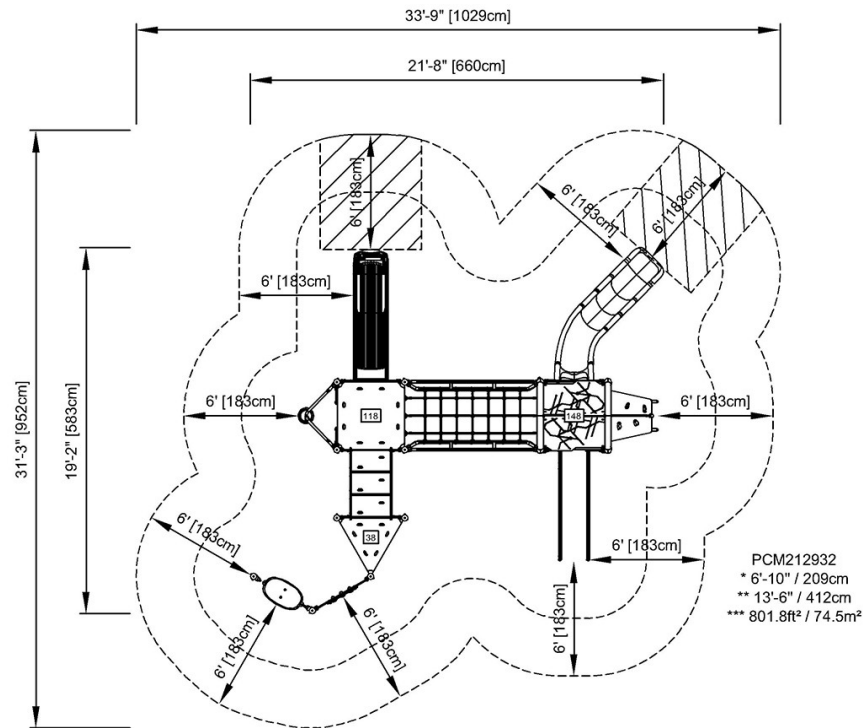 33'-9" [1029cm]
21'-8" [660cm]
6' [183cm]
6' [183cm]
6' [183cm]
6' [183cm]
31'-3" [952cm]
19'-2" [583cm]
6' [183cm]
118
148
6' [183cm]
38
6' [183cm]
6' [183cm]
6' [183cm]
6' [183cm]
6' [183cm]
PCM212932
* 6'-10" / 209cm
** 13'-6" / 412cm
*** 801.8ft² / 74.5m²